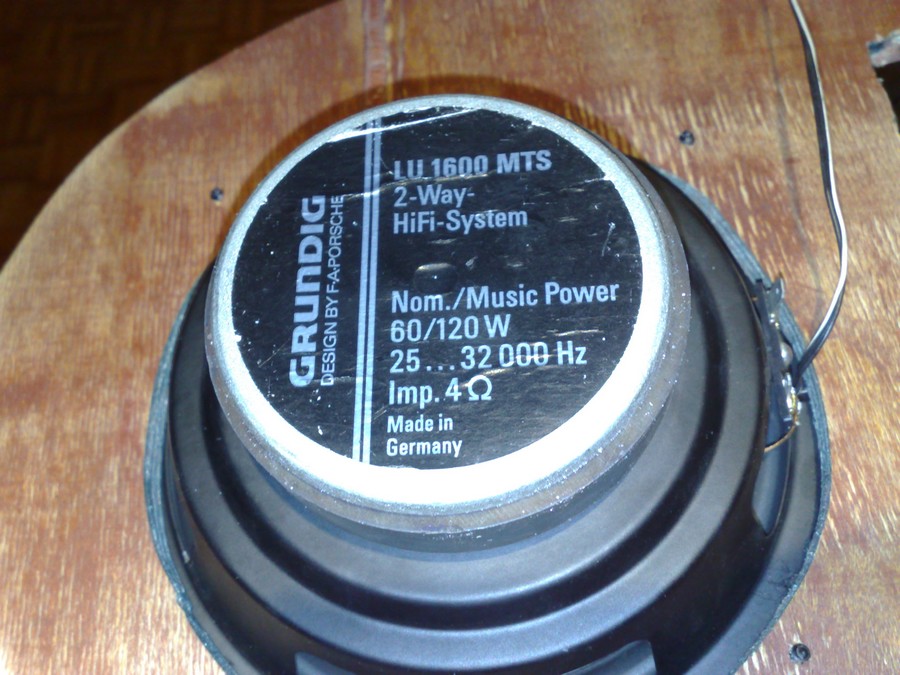 GRUNDIG
DESIGN BY F·A·PORSCHE
LU 1600 MTS
2-Way-
HiFi-System
Nom./Music Power
60/120 W
25...32 000 Hz
Imp. 4 Ω
Made in
Germany